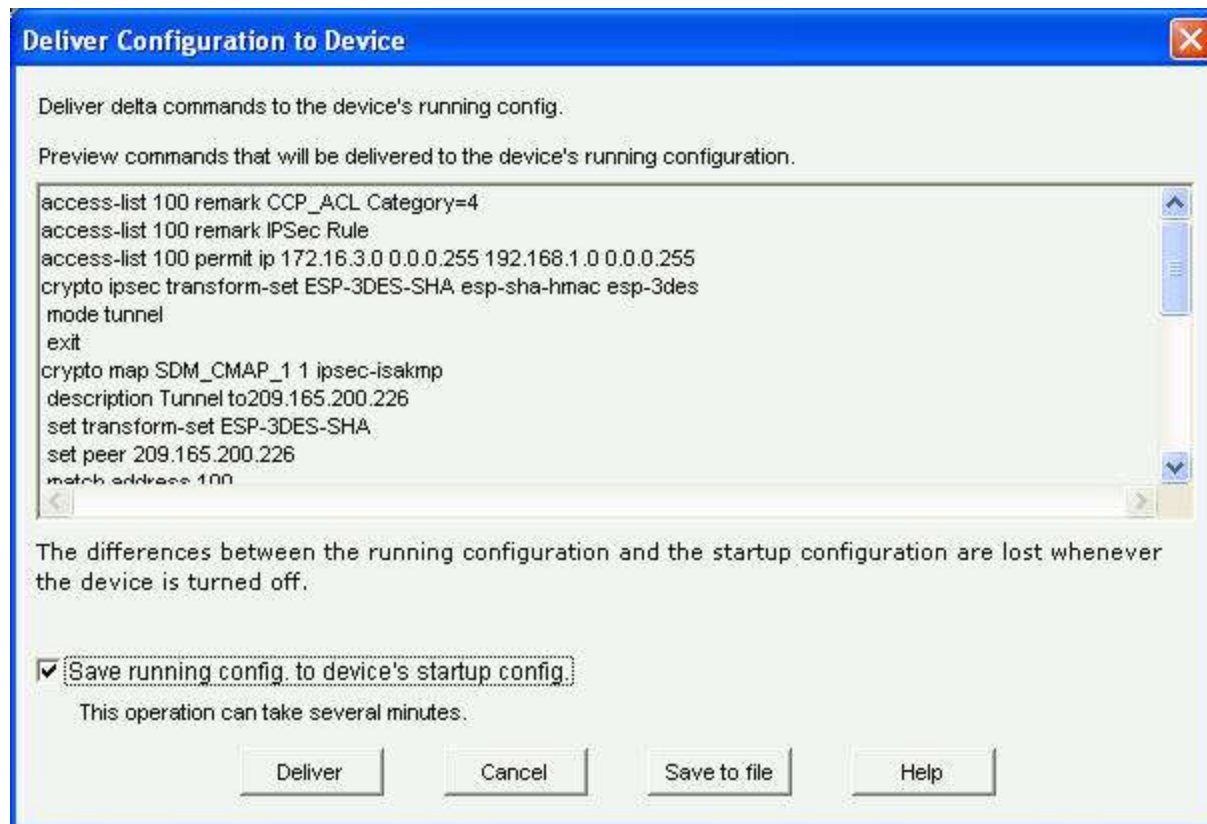 Deliver Configuration to Device
Deliver delta commands to the device's running config.
Preview commands that will be delivered to the device's running configuration.
access-list 100 remark CCP_ACL Category=4
access-list 100 remark IPSec Rule
access-list 100 permit ip 172.16.3.0 0.0.0.255 192.168.1.0 0.0.0.255
crypto ipsec transform-set ESP-3DES-SHA esp-sha-hmac esp-3des
mode tunnel
exit
crypto map SDM_CMAP_1 1 ipsec-isakmp
description Tunnel to209.165.200.226
set transform-set ESP-3DES-SHA
set peer 209.165.200.226
match address 100
The differences between the running configuration and the startup configuration are lost whenever
the device is turned off.
Save running config. to device's startup config.
This operation can take several minutes.
Deliver Cancel Save to file Help